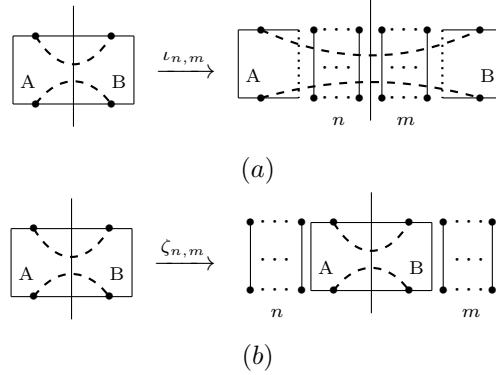 A B ι_{n,m} A B
n m
(a)
A B ζ_{n,m} A B
n m
(b)